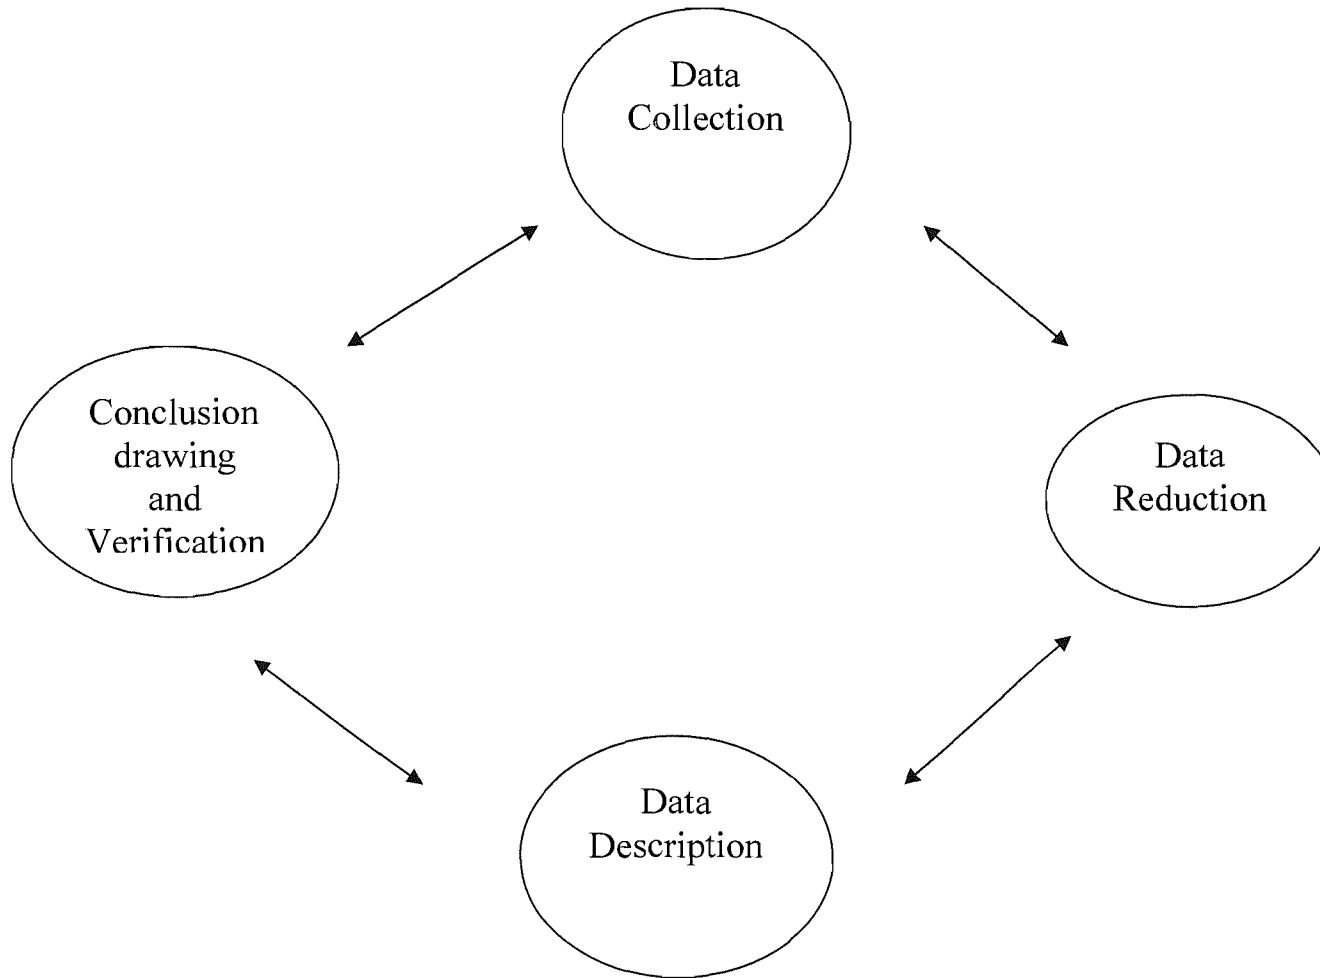 Data
Collection
Conclusion
drawing
and
Verification
Data
Reduction
Data
Description